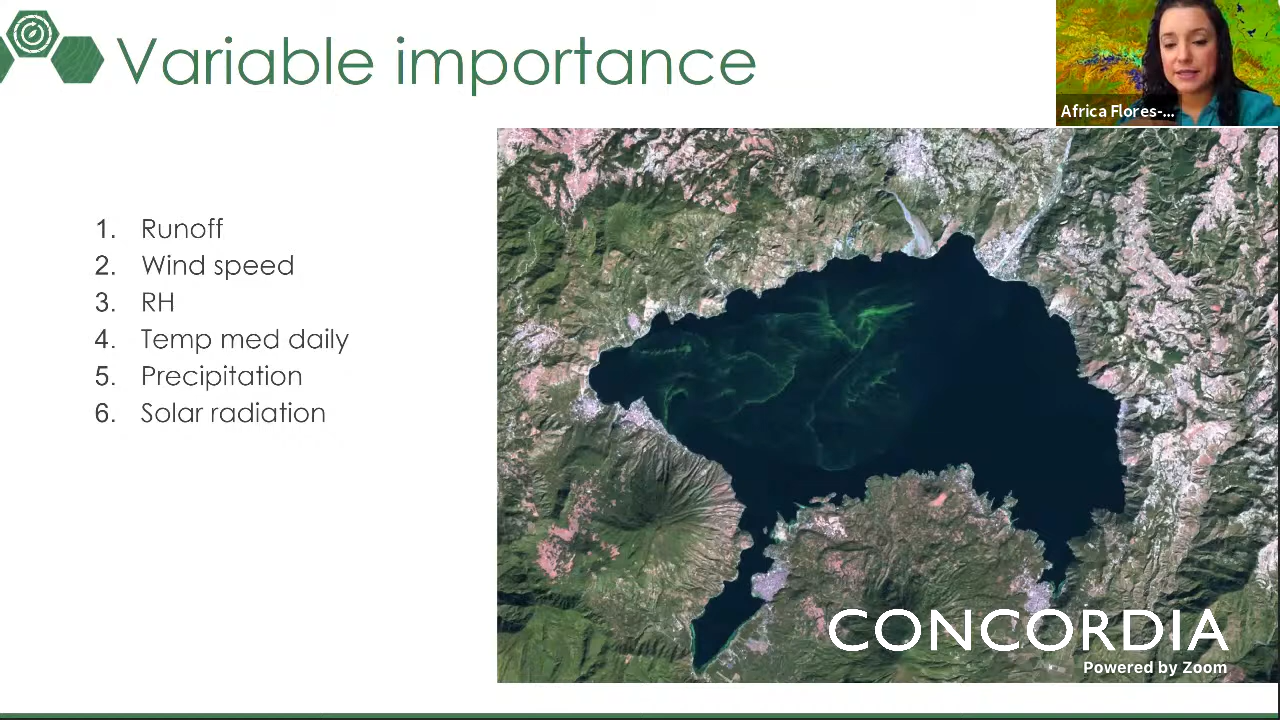 Variable importance
Africa Flores-...
1. Runoff
2. Wind speed
3. RH
4. Temp med daily
5. Precipitation
6. Solar radiation
CONCORDIA
Powered by Zoom